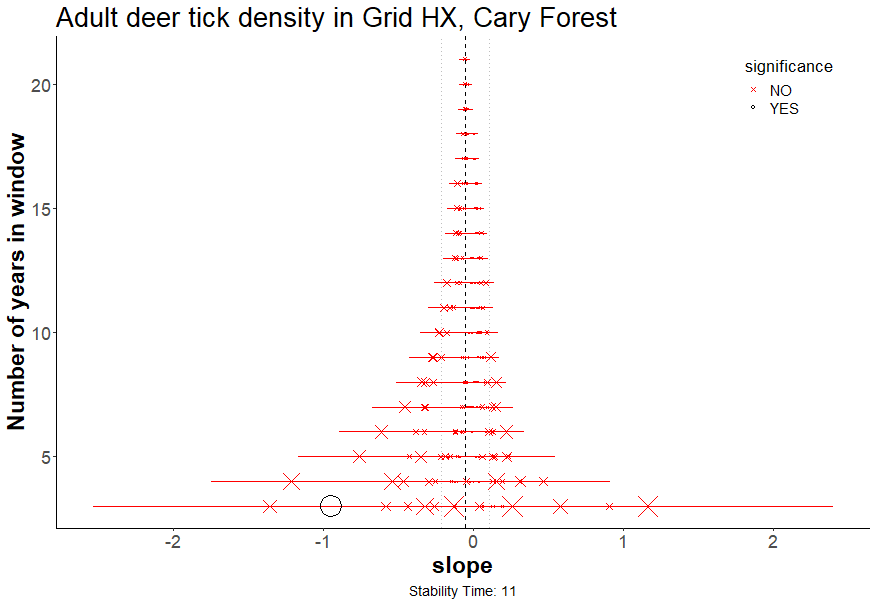 Adult deer tick density in Grid HX, Cary Forest
significance
NO
YES
Number of years in window
20
15
10
5
-2 -1 0 1 2
slope
Stability Time: 11